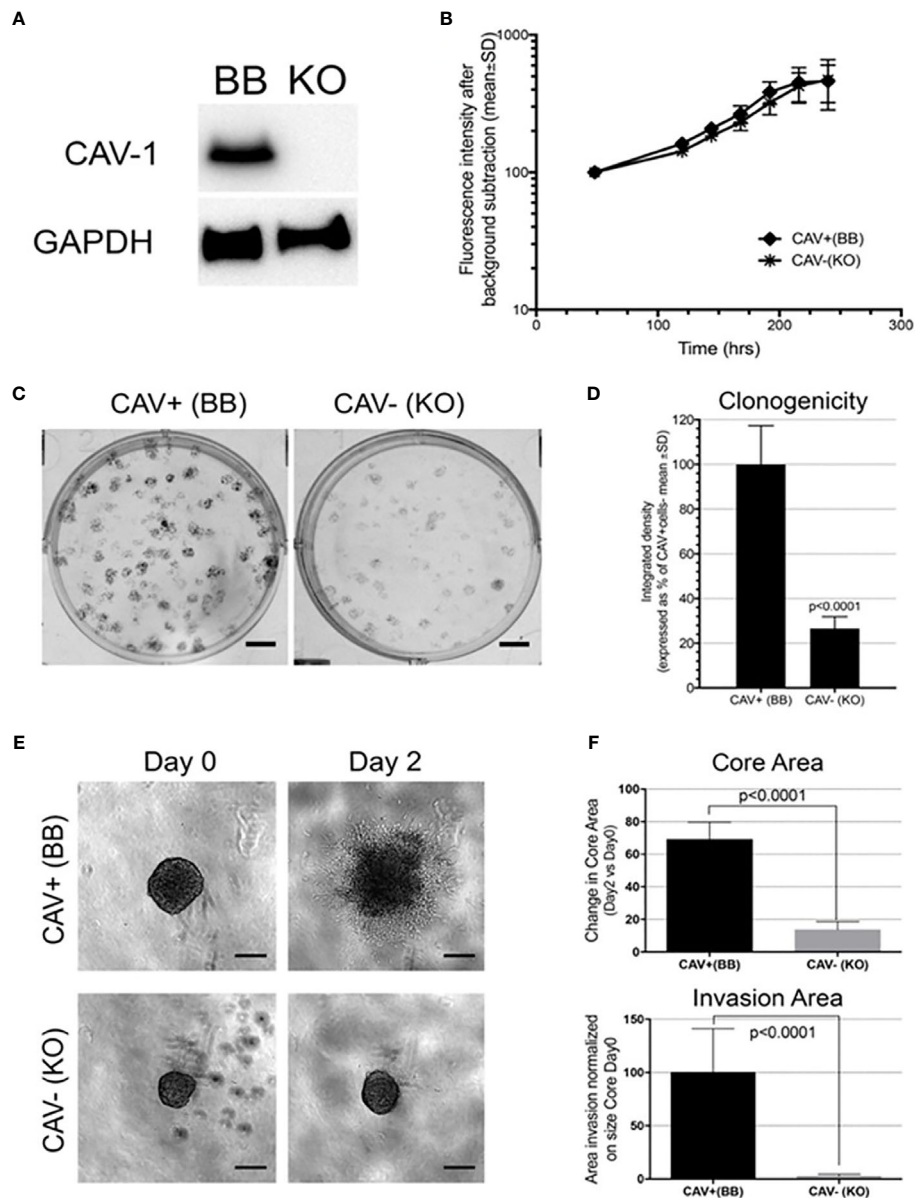 A
BB KO
CAV-1
GAPDH
B
1000
100
10
Fluorescence intensity after
background subtraction (mean±SD)
CAV+(BB)
CAV-(KO)
0 100 200 300
Time (hrs)
C
CAV+ (BB) CAV- (KO)
D
Clonogenicity
120
100
80
60
40
20
0
Integrated density
(expressed as % of CAV+cells- mean ±SD)
p<0.0001
CAV+ (BB) CAV- (KO)
E
Day 0 Day 2
CAV+ (BB)
CAV- (KO)
F
Core Area
100
80
60
40
20
0
Change in Core Area
(Day2 vs Day0)
p<0.0001
CAV+(BB) CAV- (KO)
Invasion Area
150
100
50
0
Area invasion normalized
on size Core Day0
p<0.0001
CAV+(BB) CAV- (KO)